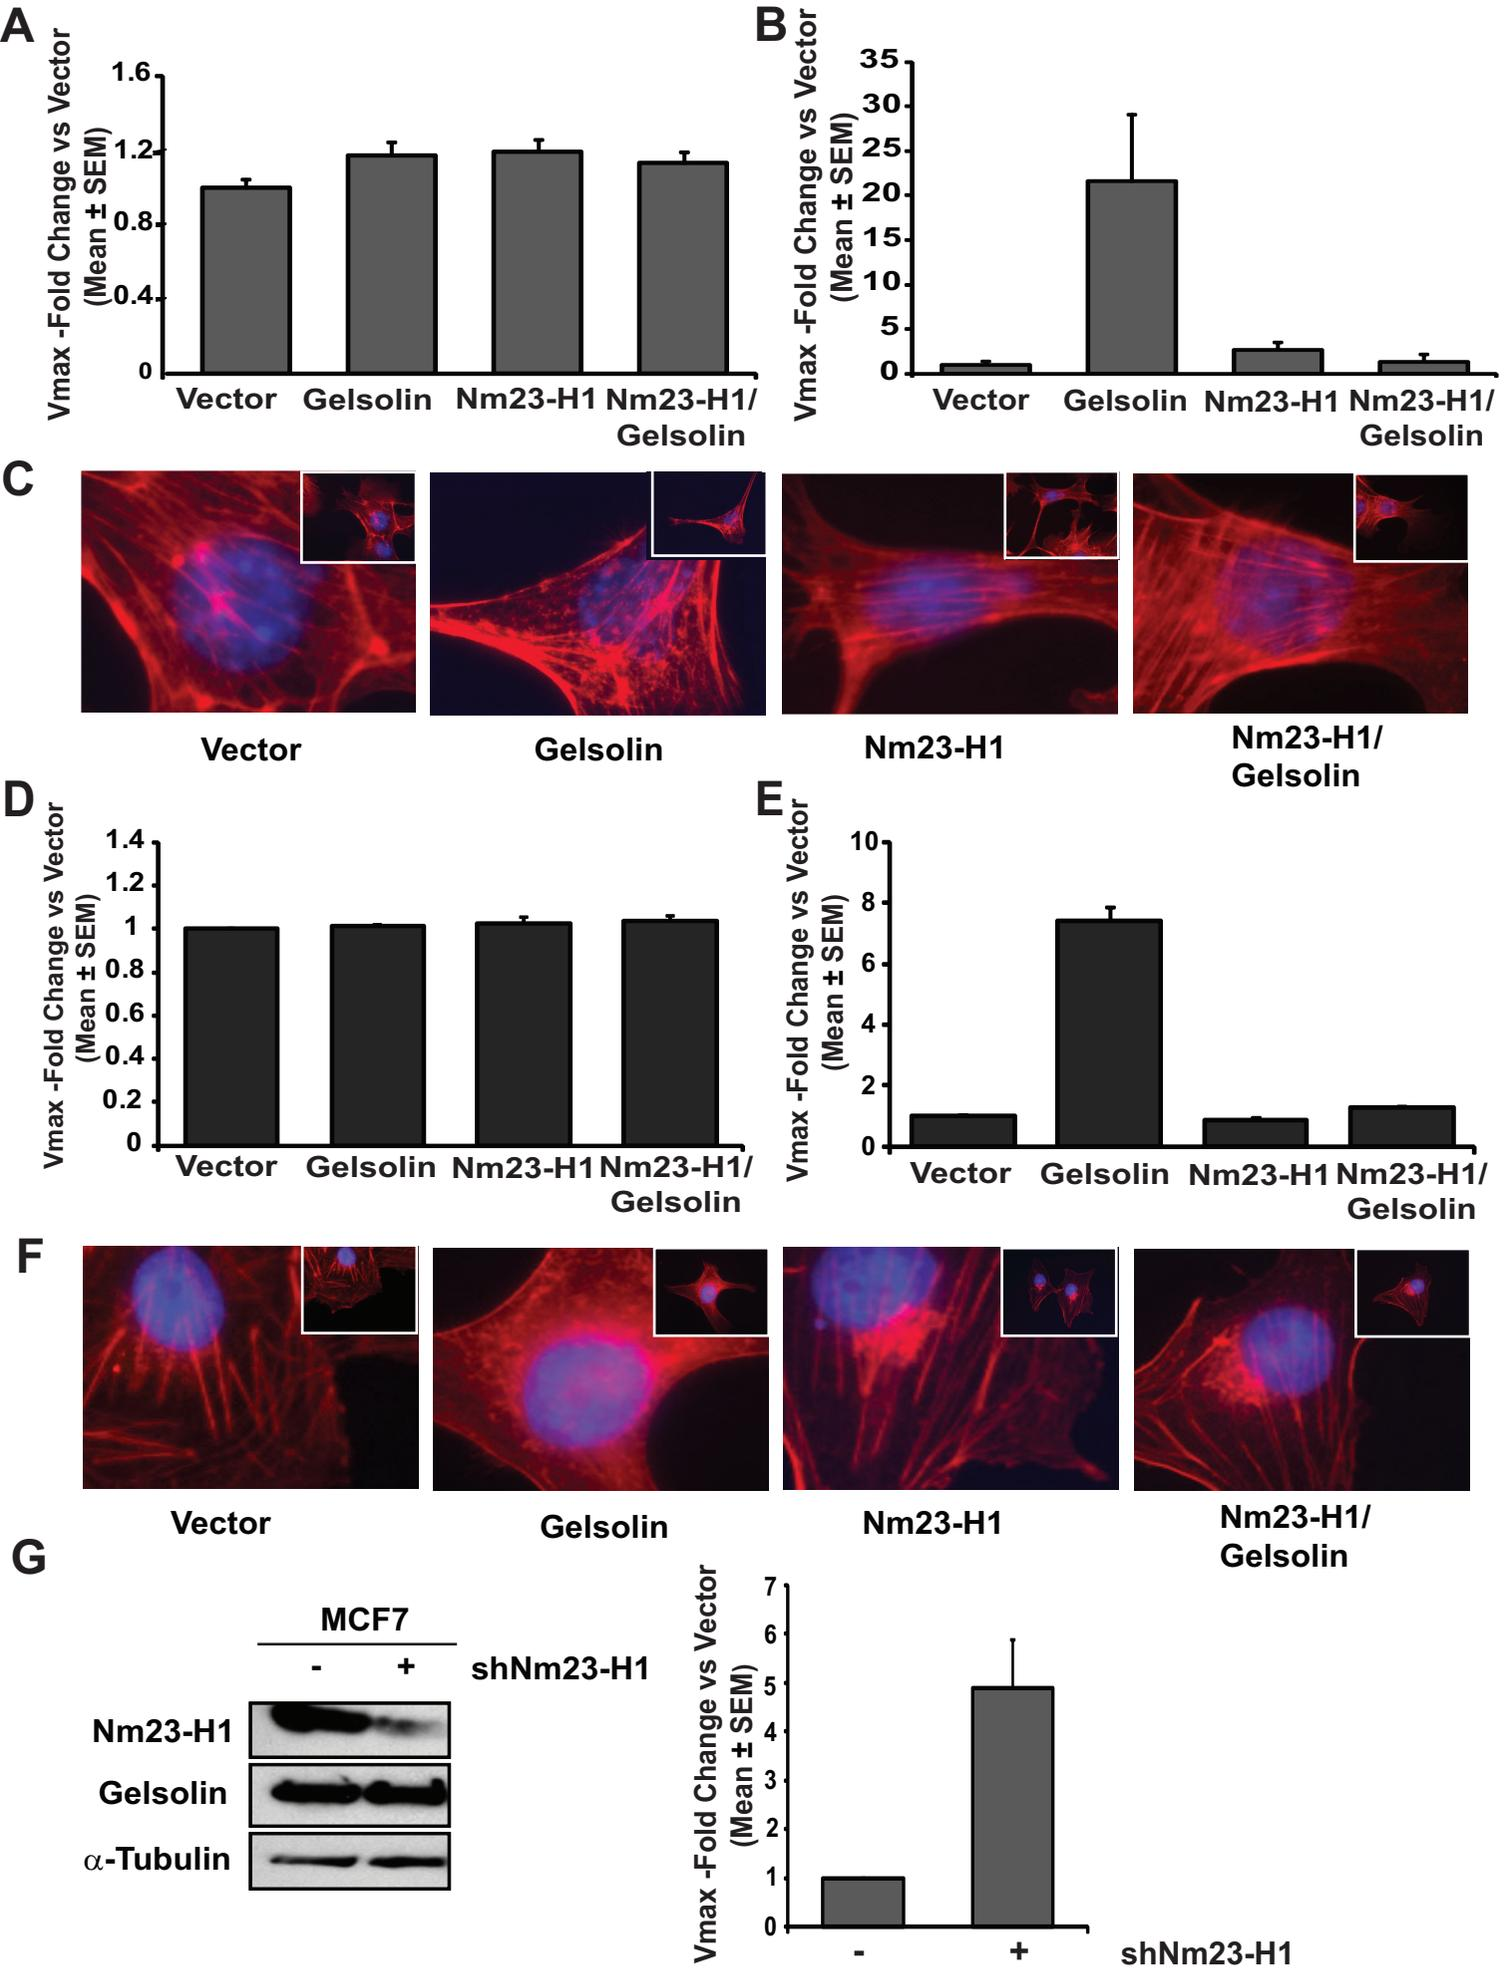 A
Vmax -Fold Change vs Vector
(Mean ± SEM)
1.6
1.2
0.8
0.4
0
Vector
Gelsolin
Nm23-H1
Nm23-H1/
Gelsolin
B
Vmax -Fold Change vs Vector
(Mean ± SEM)
35
30
25
20
15
10
5
0
Vector
Gelsolin
Nm23-H1
Nm23-H1/
Gelsolin
C
Vector
Gelsolin
Nm23-H1
Nm23-H1/
Gelsolin
D
Vmax -Fold Change vs Vector
(Mean ± SEM)
1.4
1.2
1
0.8
0.6
0.4
0.2
0
Vector
Gelsolin
Nm23-H1
Nm23-H1/
Gelsolin
E
Vmax -Fold Change vs Vector
(Mean ± SEM)
10
8
6
4
2
0
Vector
Gelsolin
Nm23-H1
Nm23-H1/
Gelsolin
F
Vector
Gelsolin
Nm23-H1
Nm23-H1/
Gelsolin
G
MCF7
- + shNm23-H1
Nm23-H1
Gelsolin
α-Tubulin
Vmax -Fold Change vs Vector
(Mean ± SEM)
7
6
5
4
3
2
1
0
- + shNm23-H1